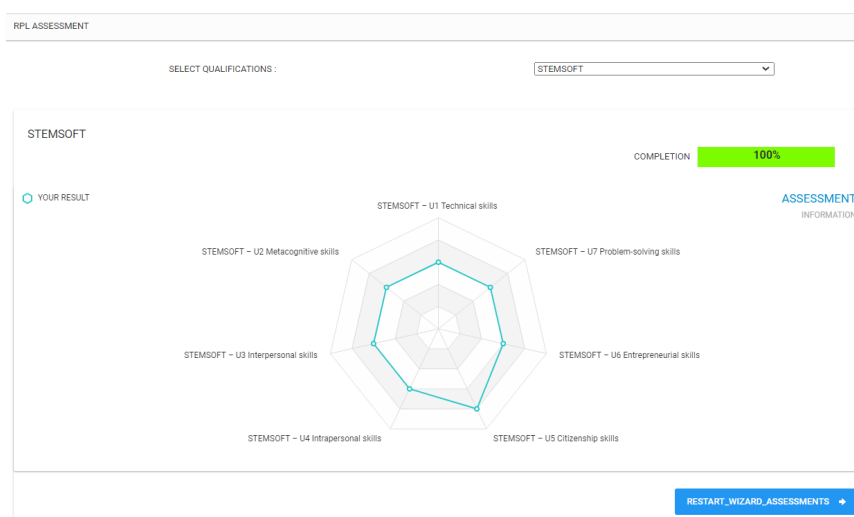 RPL ASSESSMENT
SELECT QUALIFICATIONS :
STEMSOFT
STEMSOFT
COMPLETION
100%
YOUR RESULT
ASSESSMENT
INFORMATION
STEMSOFT – U1 Technical skills
STEMSOFT – U2 Metacognitive skills
STEMSOFT – U7 Problem-solving skills
STEMSOFT – U3 Interpersonal skills
STEMSOFT – U6 Entrepreneurial skills
STEMSOFT – U4 Intrapersonal skills
STEMSOFT – U5 Citizenship skills
RESTART_WIZARD_ASSESSMENTS